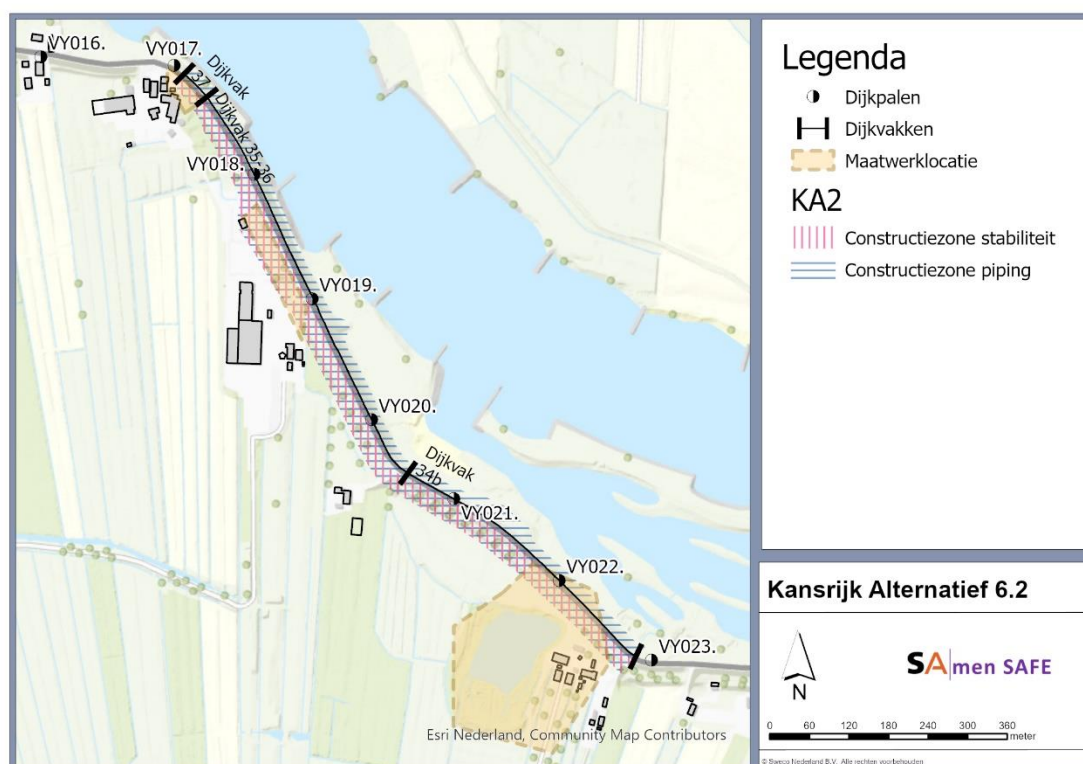 VY016.
VY017.
Dijkvak
37
Dijkvak 35-36
VY018.
VY019.
VY020.
Dijkvak
34b
VY021.
VY022.
VY023.
Esri Nederland, Community Map Contributors
Legenda
Dijkpalen
Dijkvakken
Maatwerklocatie
KA2
Constructiezone stabiliteit
Constructiezone piping
Kansrijk Alternatief 6.2
N
SAmen SAFE
0 60 120 180 240 300 360
meter
© Sweco Nederland B.V. Alle rechten voorbehouden